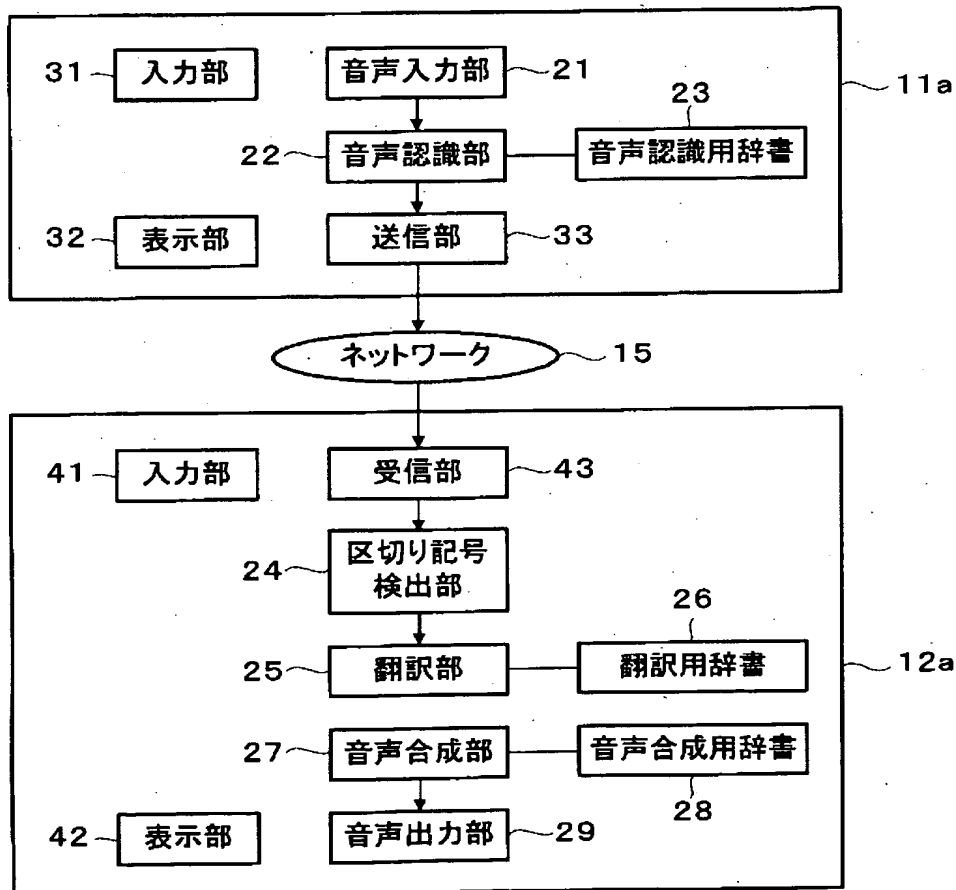 31 入力部
音声入力部 21
11a
23
22 音声認識部
音声認識用辞書
32 表示部
送信部 33
ネットワーク 15
41 入力部
受信部 43
24 区切り記号
検出部
26
25 翻訳部
翻訳用辞書
12a
27 音声合成部
音声合成用辞書
28
42 表示部
音声出力部 29